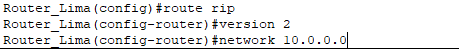 Router_Lima(config)#route rip
Router_Lima(config-router)#version 2
Router_Lima(config-router)#network 10.0.0.0